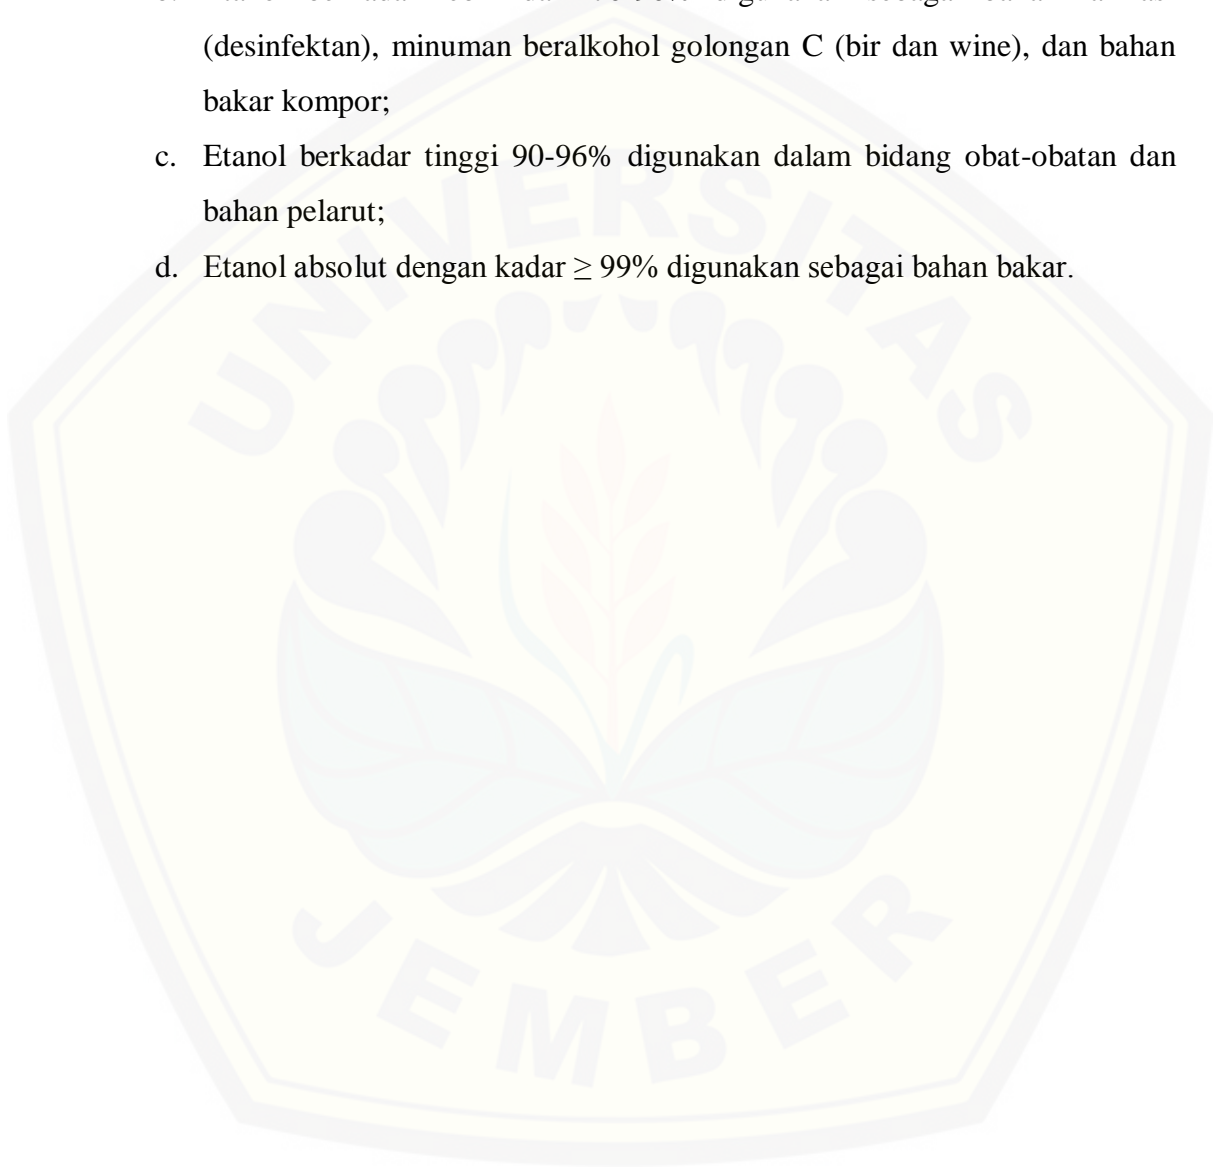 (desinfektan), minuman beralkohol golongan C (bir dan wine), dan bahan
bakar kompor;
c. Etanol berkadar tinggi 90-96% digunakan dalam bidang obat-obatan dan
bahan pelarut;
d. Etanol absolut dengan kadar ≥ 99% digunakan sebagai bahan bakar.
UNIVERSITAS
JEMBER